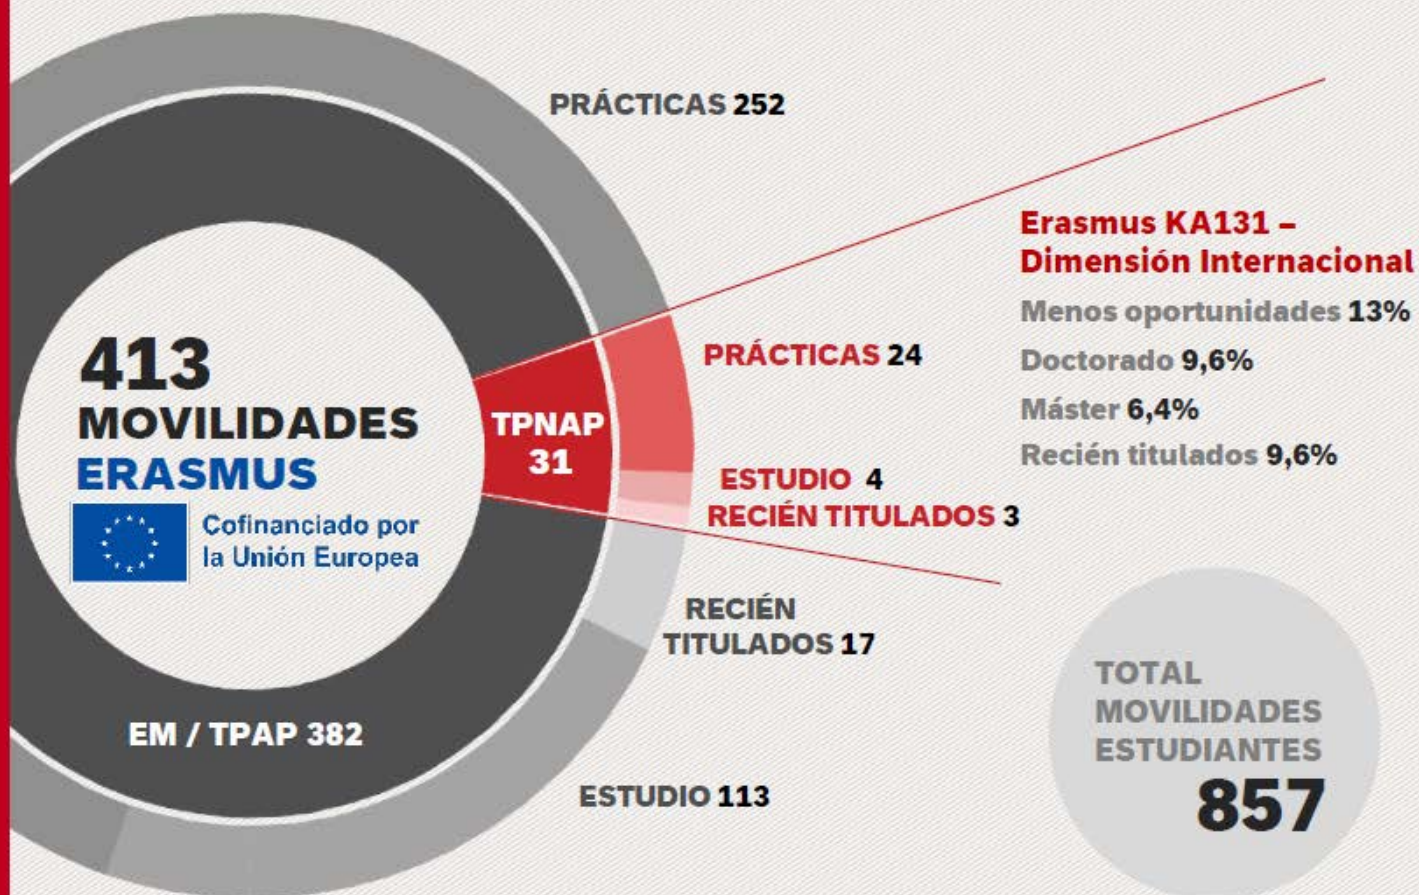 PRÁCTICAS 252
Erasmus KA131 –
Dimensión Internacional
Menos oportunidades 13%
Doctorado 9,6%
Máster 6,4%
Recién titulados 9,6%
413
MOVILIDADES
ERASMUS
Cofinanciado por
la Unión Europea
TPNAP
31
PRÁCTICAS 24
ESTUDIO 4
RECIÉN TITULADOS 3
RECIÉN
TITULADOS 17
EM / TPAP 382
ESTUDIO 113
TOTAL
MOVILIDADES
ESTUDIANTES
857